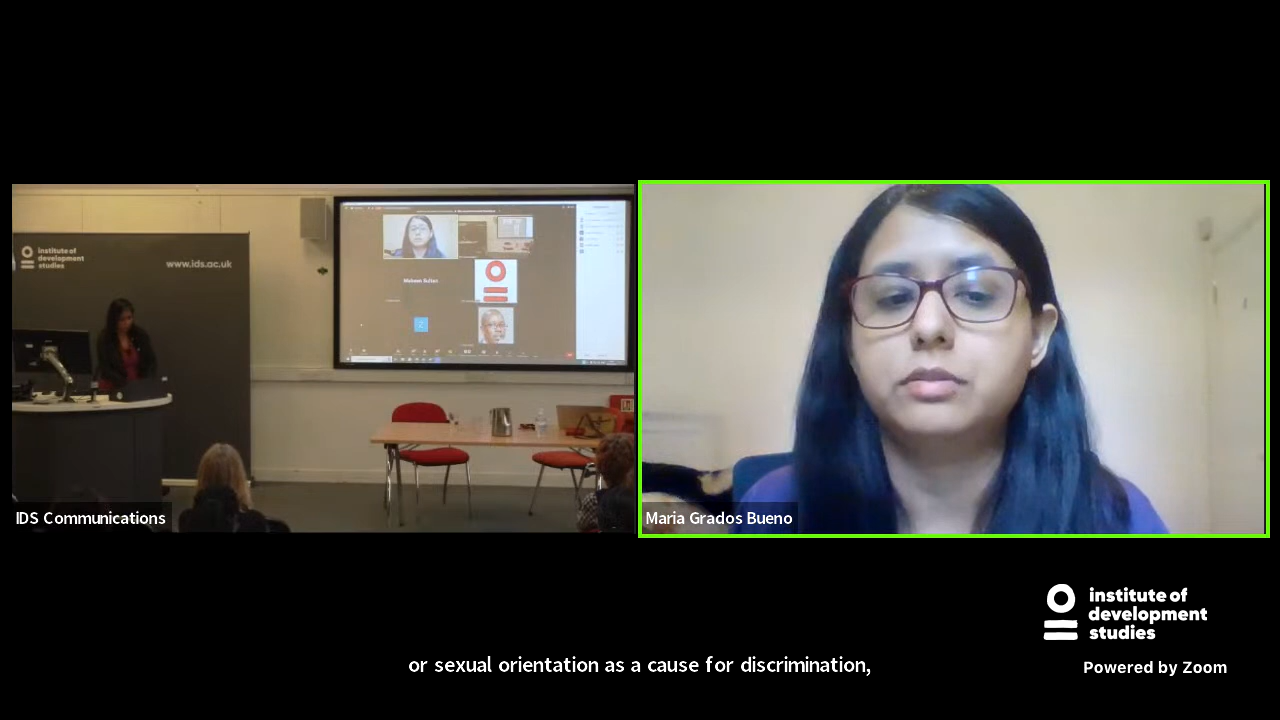 institute of
development
studies
www.ids.ac.uk
IDS Communications
Maria Grados Bueno
institute of
development
studies
Powered by Zoom
or sexual orientation as a cause for discrimination,